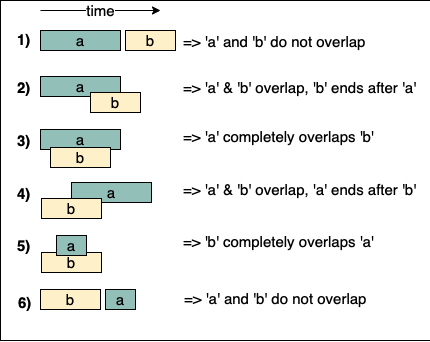 time
1) a b => 'a' and 'b' do not overlap
2) a b => 'a' & 'b' overlap, 'b' ends after 'a'
3) a b => 'a' completely overlaps 'b'
4) a b => 'a' & 'b' overlap, 'a' ends after 'b'
5) a b => 'b' completely overlaps 'a'
6) b a => 'a' and 'b' do not overlap